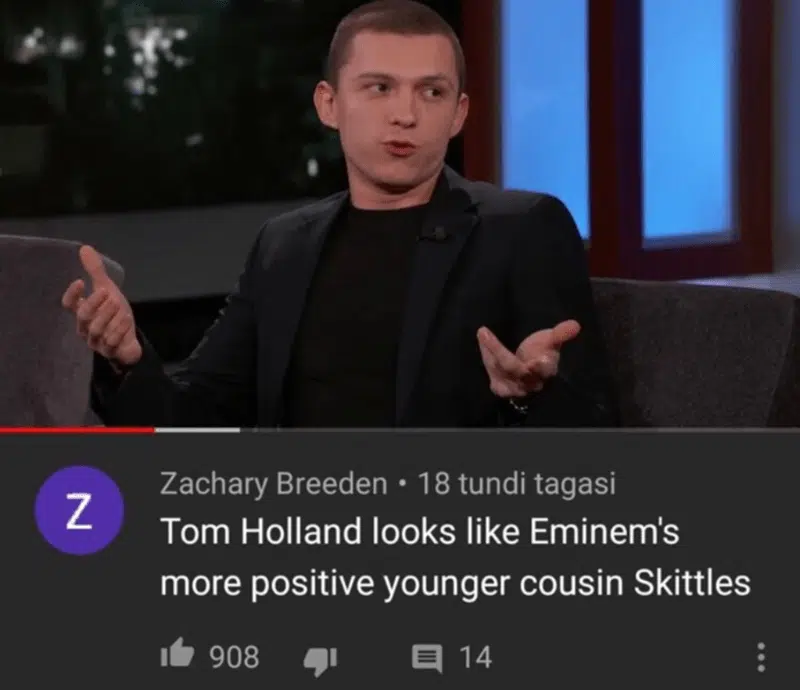 Z
Zachary Breeden • 18 tundi tagasi
Tom Holland looks like Eminem's
more positive younger cousin Skittles
908
14